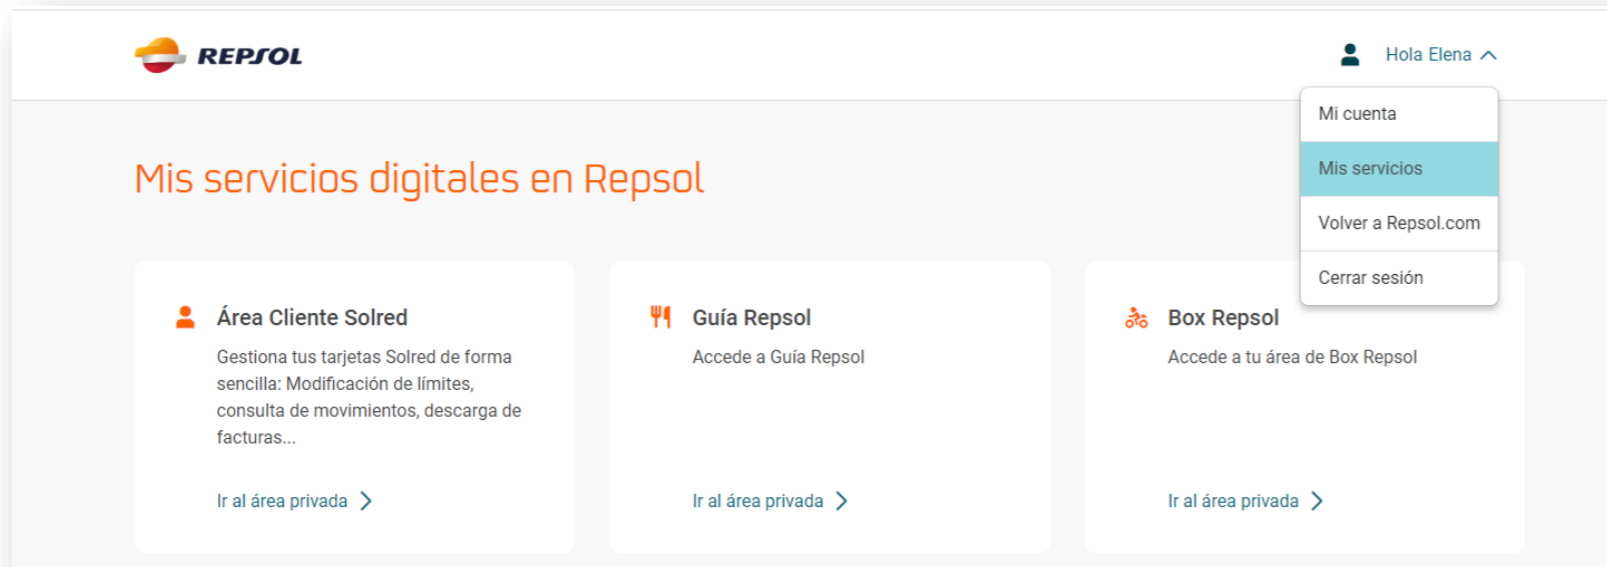 REPSOL
Hola Elena
Mi cuenta
Mis servicios
Volver a Repsol.com
Cerrar sesión
Mis servicios digitales en Repsol
Área Cliente Solred
Gestiona tus tarjetas Solred de forma
sencilla: Modificación de límites,
consulta de movimientos, descarga de
facturas...
Ir al área privada
Guía Repsol
Accede a Guía Repsol
Ir al área privada
Box Repsol
Accede a tu área de Box Repsol
Ir al área privada